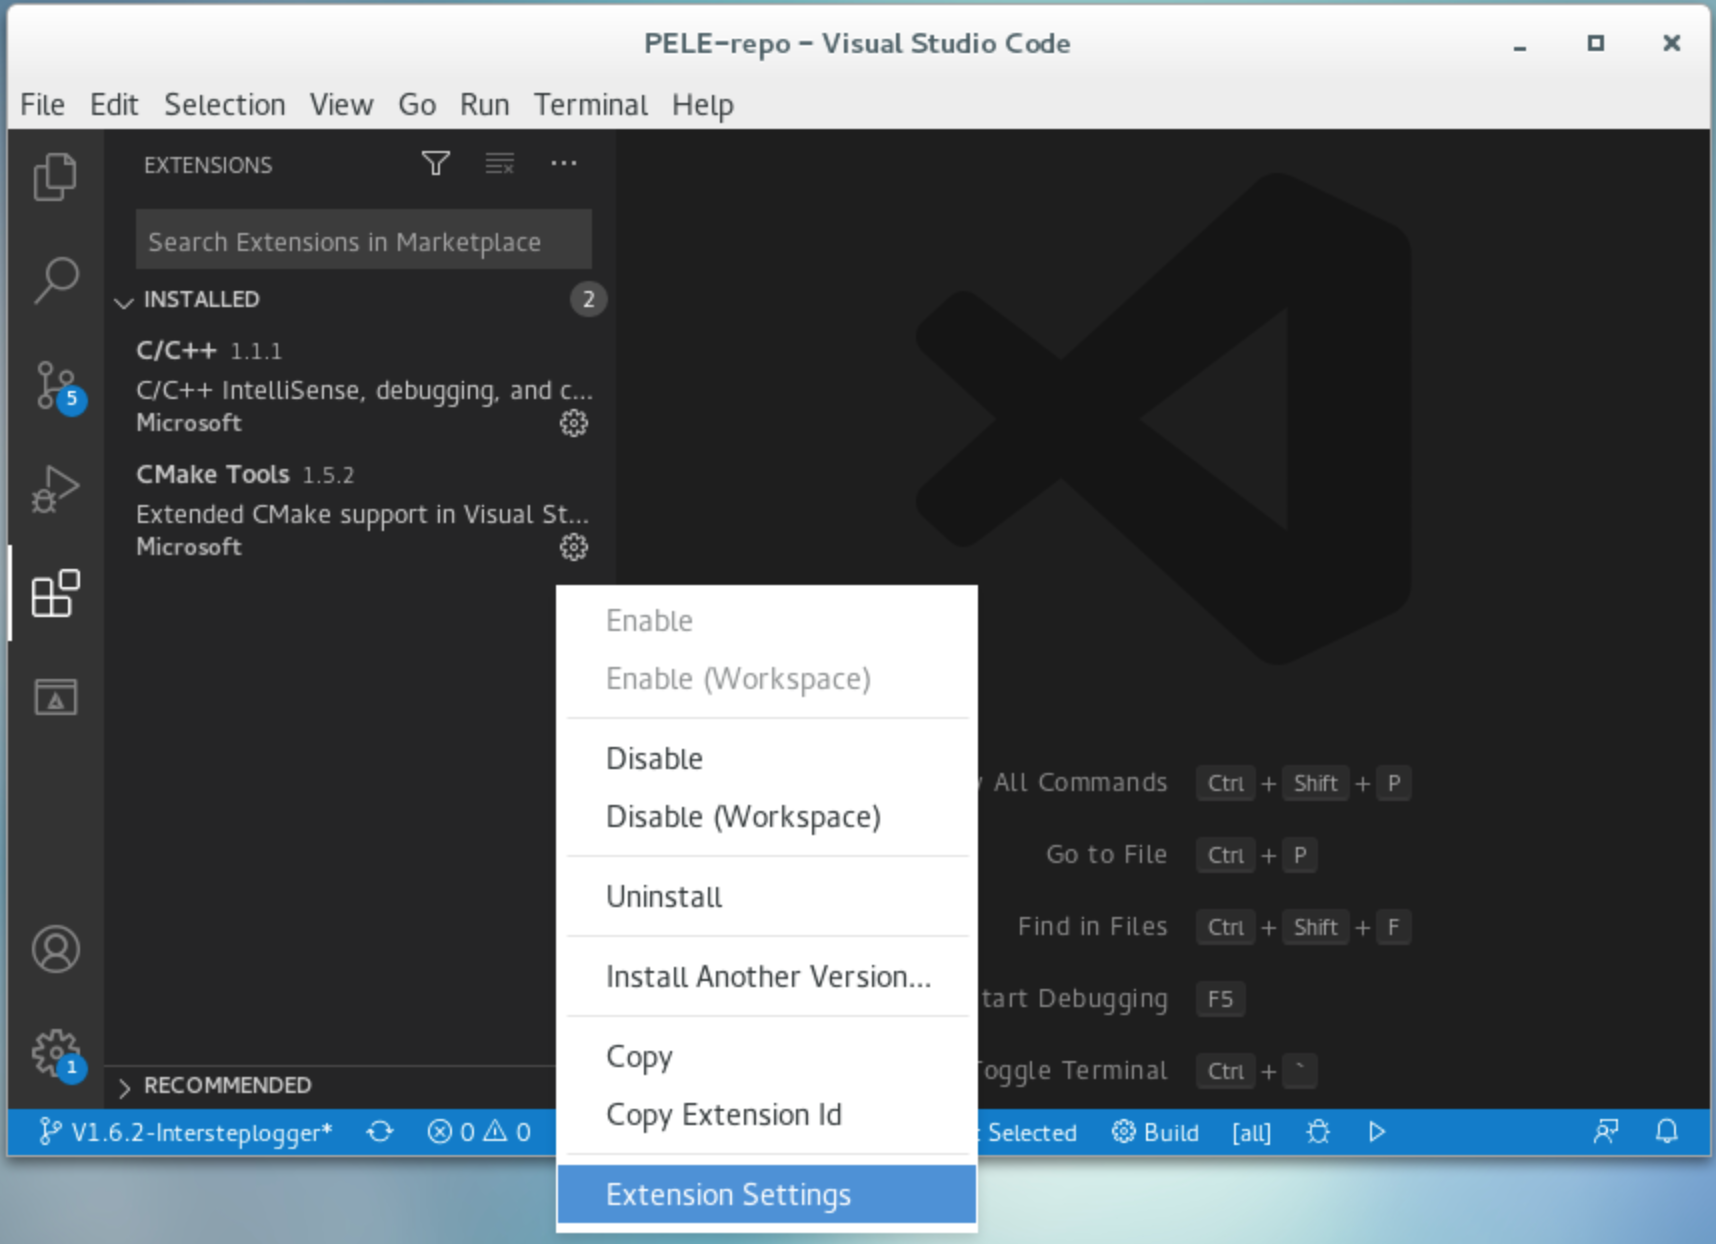 PELE-repo - Visual Studio Code
File Edit Selection View Go Run Terminal Help
EXTENSIONS
Search Extensions in Marketplace
INSTALLED 2
C/C++ 1.1.1
C/C++ IntelliSense, debugging, and c...
Microsoft
5
CMake Tools 1.5.2
Extended CMake support in Visual St...
Microsoft
Enable
Enable (Workspace)
Disable
Disable (Workspace)
Uninstall
Install Another Version...
Copy
Copy Extension Id
Extension Settings
All Commands Ctrl + Shift + P
Go to File Ctrl + P
Find in Files Ctrl + Shift + F
tart Debugging F5
oggle Terminal Ctrl + `
1
RECOMMENDED
V1.6.2-Intersteplogger* 0 0 Selected Build [all]